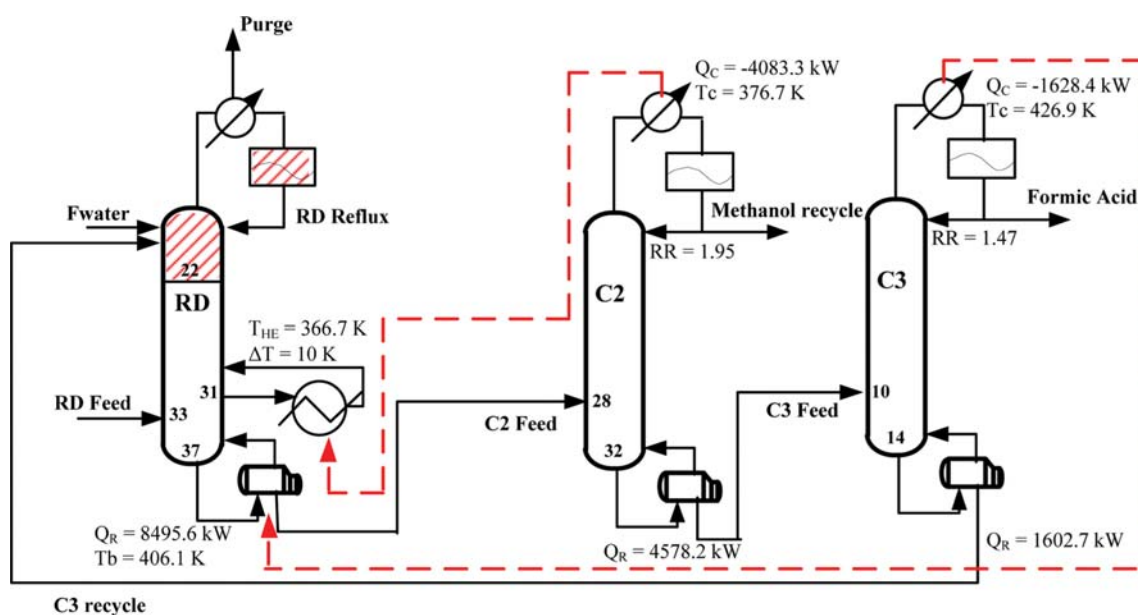 Purge
Q_C = -4083.3 kW
Tc = 376.7 K
Q_C = -1628.4 kW
Tc = 426.9 K
Fwater
RD Reflux
Methanol recycle
Formic Acid
RR = 1.95
RR = 1.47
22
RD
C2
C3
T_HE = 366.7 K
ΔT = 10 K
31
RD Feed
33
28
C2 Feed
10
C3 Feed
37
32
14
Q_R = 8495.6 kW
Tb = 406.1 K
Q_R = 4578.2 kW
Q_R = 1602.7 kW
C3 recycle